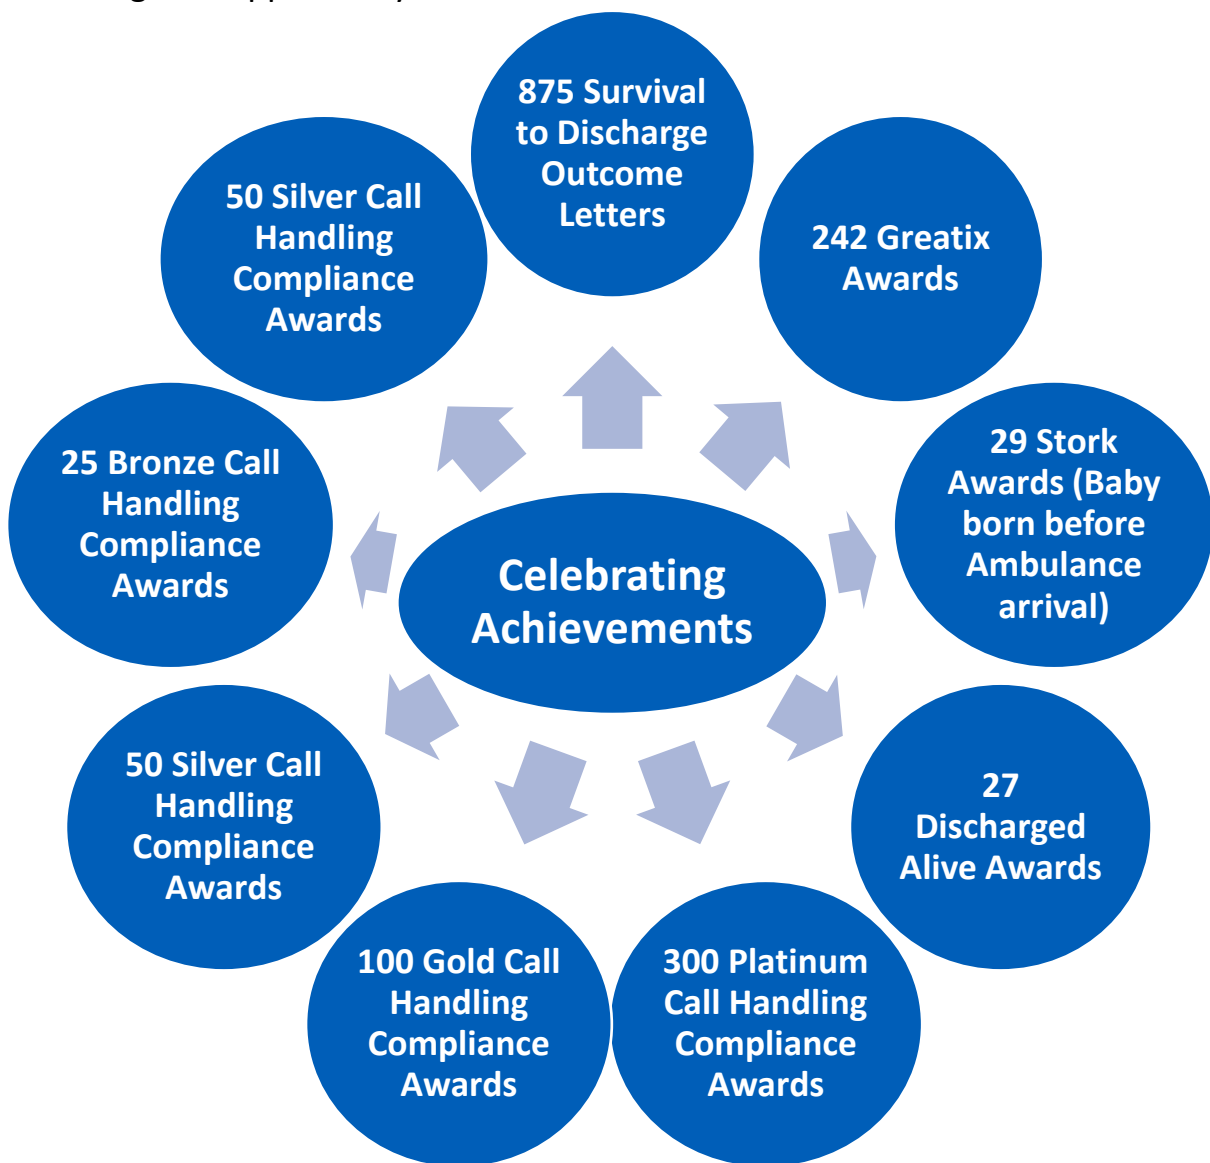 875 Survival
to Discharge
Outcome
Letters
242 Greatix
Awards
29 Stork
Awards (Baby
born before
Ambulance
arrival)
27
Discharged
Alive Awards
300 Platinum
Call Handling
Compliance
Awards
100 Gold Call
Handling
Compliance
Awards
50 Silver Call
Handling
Compliance
Awards
25 Bronze Call
Handling
Compliance
Awards
50 Silver Call
Handling
Compliance
Awards
Celebrating
Achievements